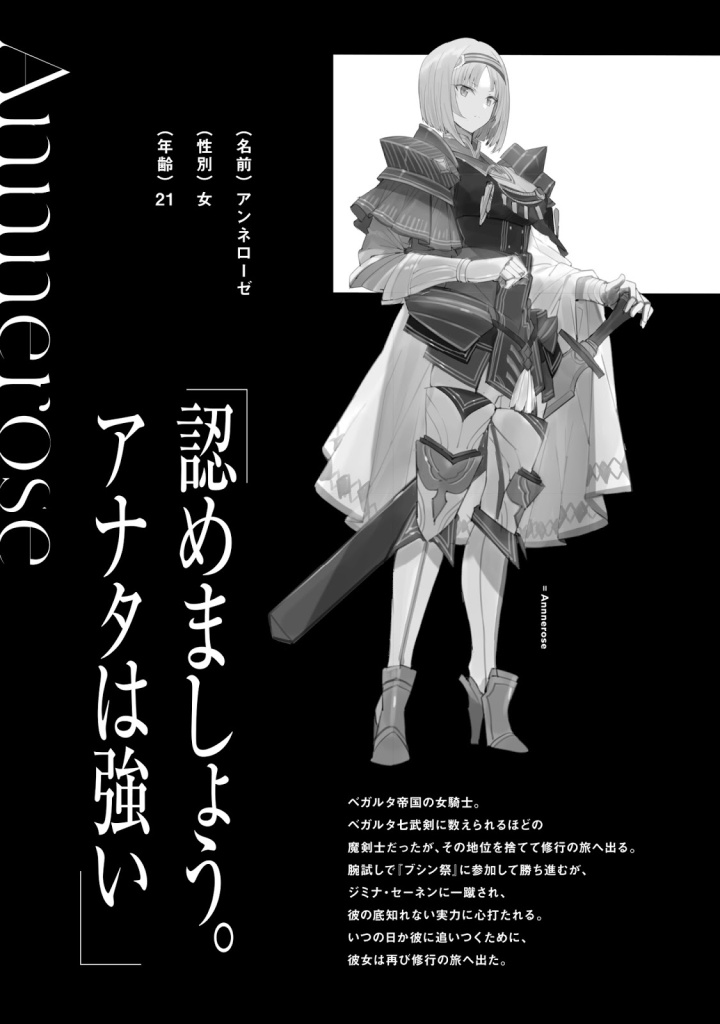 Annnerose
(名前) アンネローゼ
(性別) 女
(年齢) 21
「認めましょう。
アナタは強い」
= Annnerose
ベガルタ帝国の女騎士。
ベガルタ七武剣に数えられるほどの
魔剣士だったが、その地位を捨てて修行の旅へ出る。
腕試しで『ブシン祭』に参加して勝ち進むが、
ジミナ・セーネンに一蹴され、
彼の底知れない実力に心打たれる。
いつの日か彼に追いつくために、
彼女は再び修行の旅へ出た。